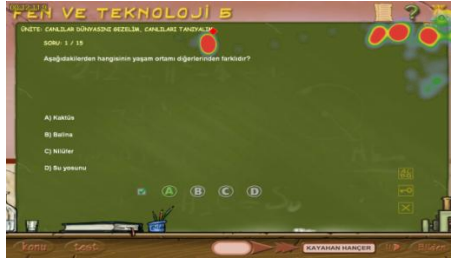 FEN VE TEKNOLOJİ 5
ÜNİTE: CANLILAR DÜNYASINI GEZELİM, CANLILARI TANIYALIM
SORU: 1 / 15
Aşağıdakilerden hangisinin yaşam ortamı diğerlerinden farklıdır?
A) Kaktüs
B) Balina
C) Nilüfer
D) Su yosunu
A B C D
konu test KAYAHAN HANÇER